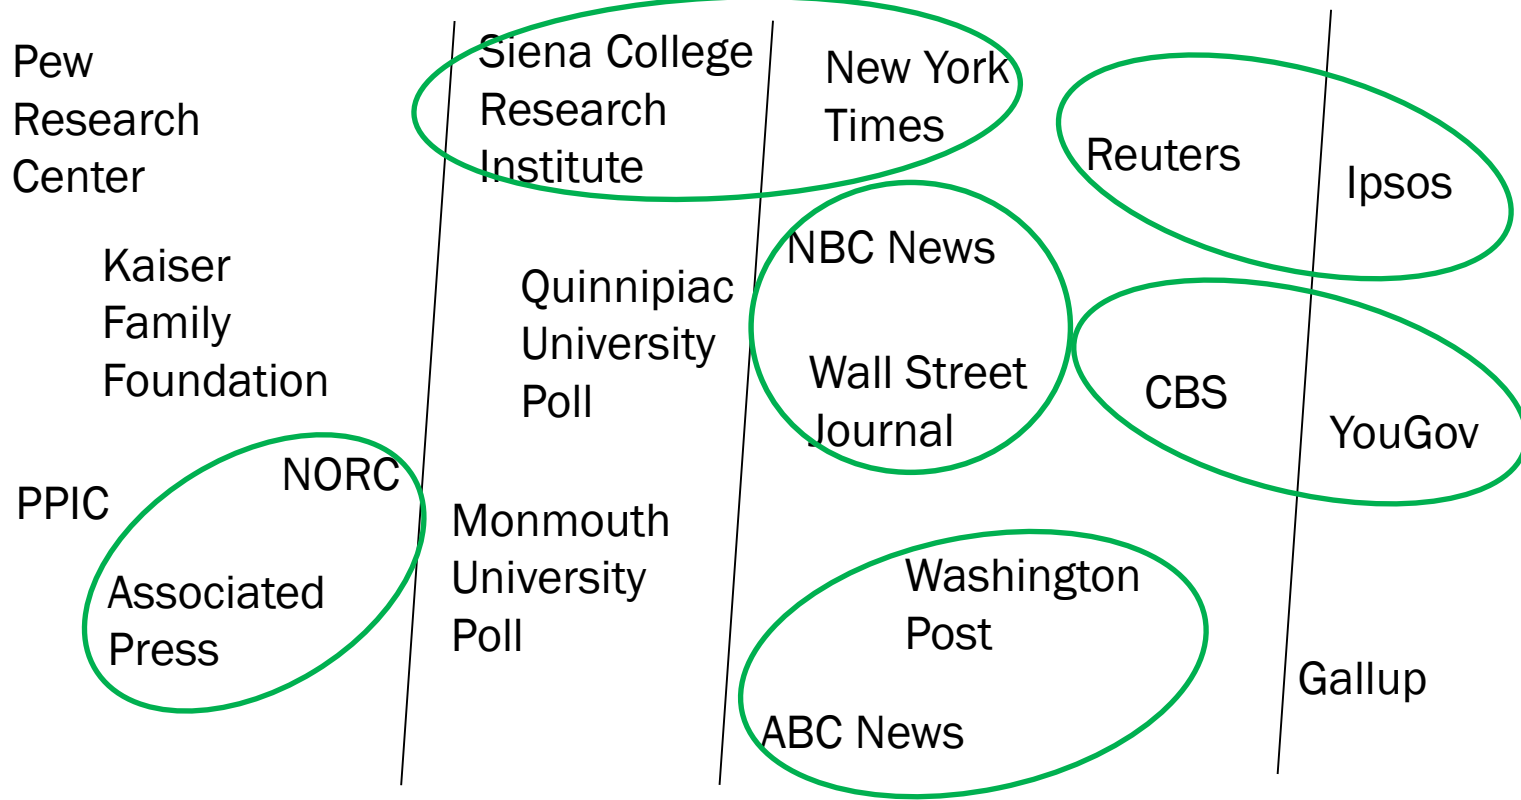 Pew
Research
Center
Kaiser
Family
Foundation
PPIC
NORC
Associated
Press
Siena College
Research
Institute
Quinnipiac
University
Poll
Monmouth
University
Poll
New York
Times
NBC News
Wall Street
Journal
Reuters
CBS
Washington
Post
ABC News
Ipsos
YouGov
Gallup